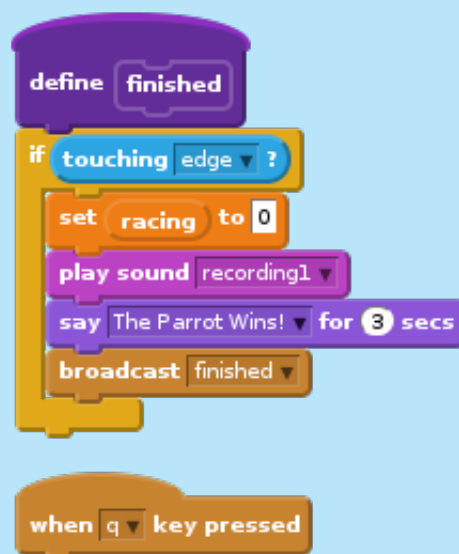 define finished
if touching edge ?
set racing to 0
play sound recording1
say The Parrot Wins! for 3 secs
broadcast finished
when q key pressed